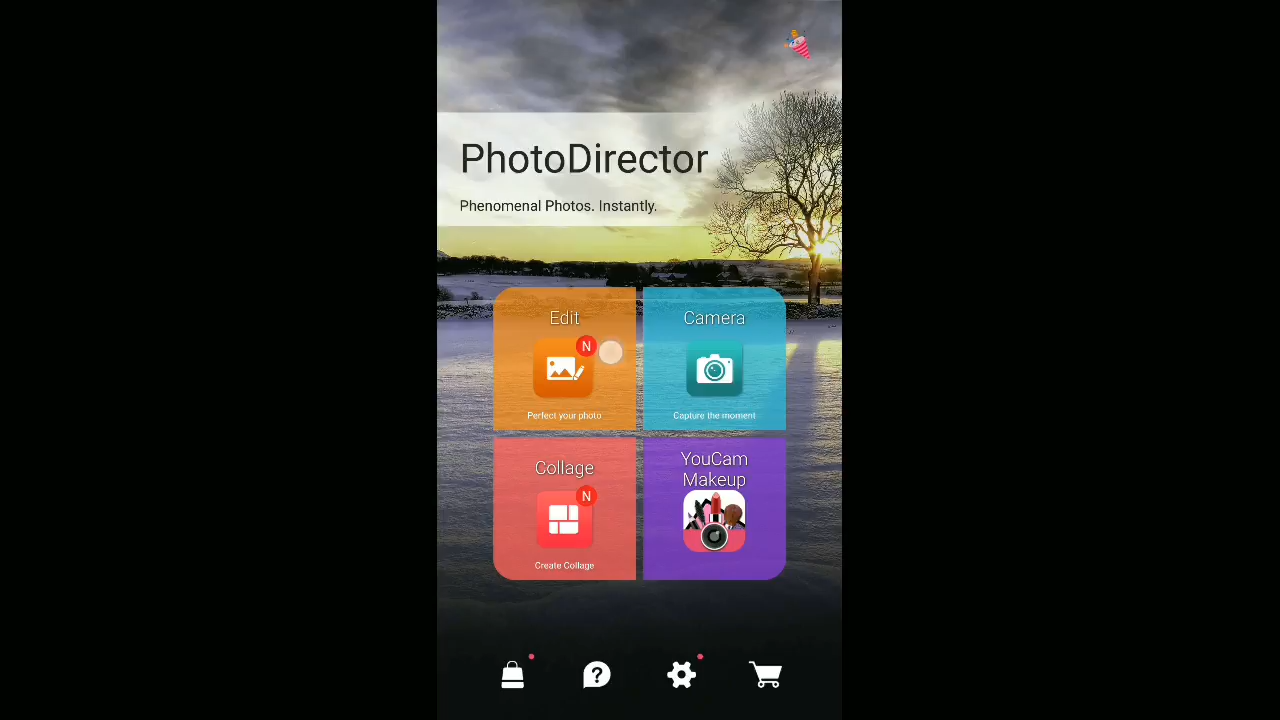 PhotoDirector
Phenomenal Photos. Instantly.
Edit
N
Perfect your photo
Camera
Capture the moment
Collage
N
Create Collage
YouCam
Makeup
?